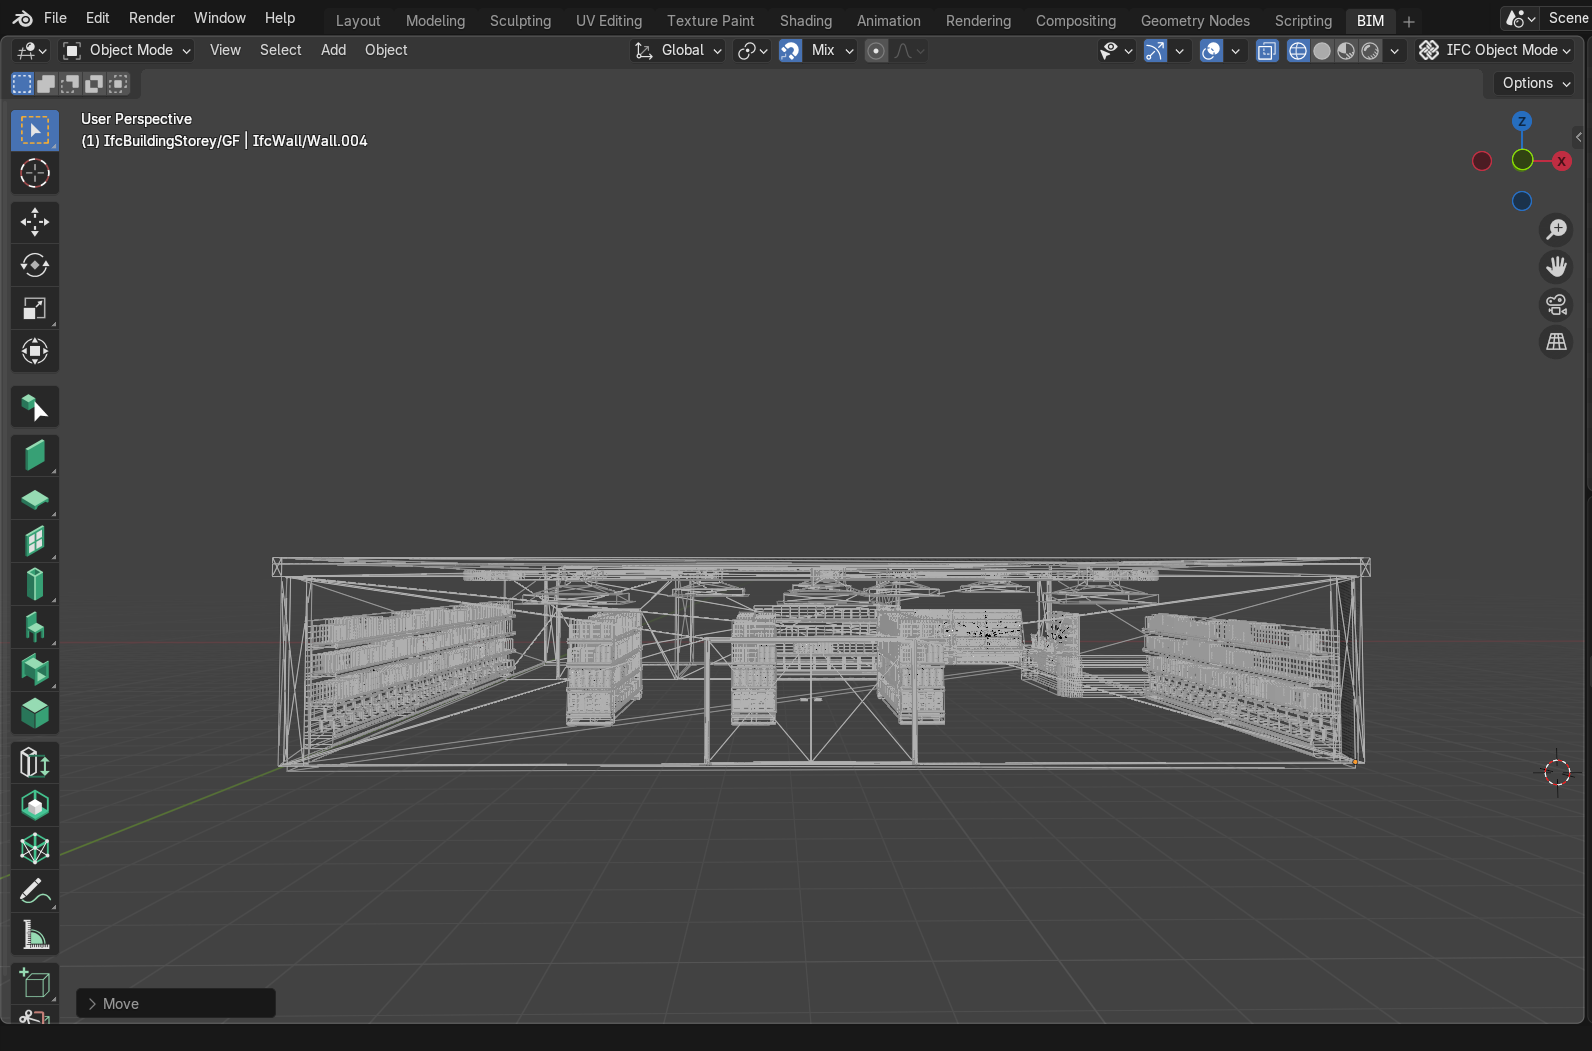 File Edit Render Window Help Layout Modeling Sculpting UV Editing Texture Paint Shading Animation Rendering Compositing Geometry Nodes Scripting BIM + Scene
Object Mode View Select Add Object Global Mix IFC Object Mode
Options
User Perspective
(1) IfcBuildingStorey/GF | IfcWall/Wall.004
Z
X
Move